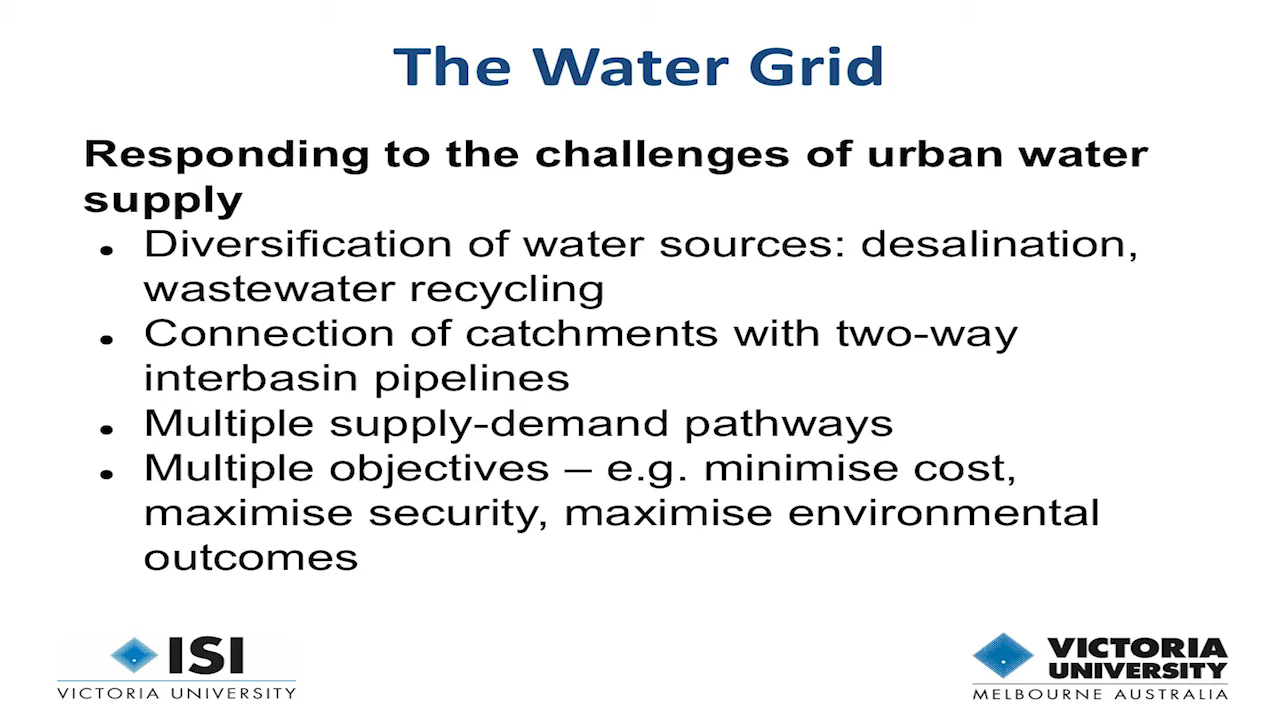 The Water Grid
Responding to the challenges of urban water
supply
• Diversification of water sources: desalination,
wastewater recycling
• Connection of catchments with two-way
interbasin pipelines
• Multiple supply-demand pathways
• Multiple objectives – e.g. minimise cost,
maximise security, maximise environmental
outcomes
ISI
VICTORIA UNIVERSITY
VICTORIA
UNIVERSITY
MELBOURNE AUSTRALIA